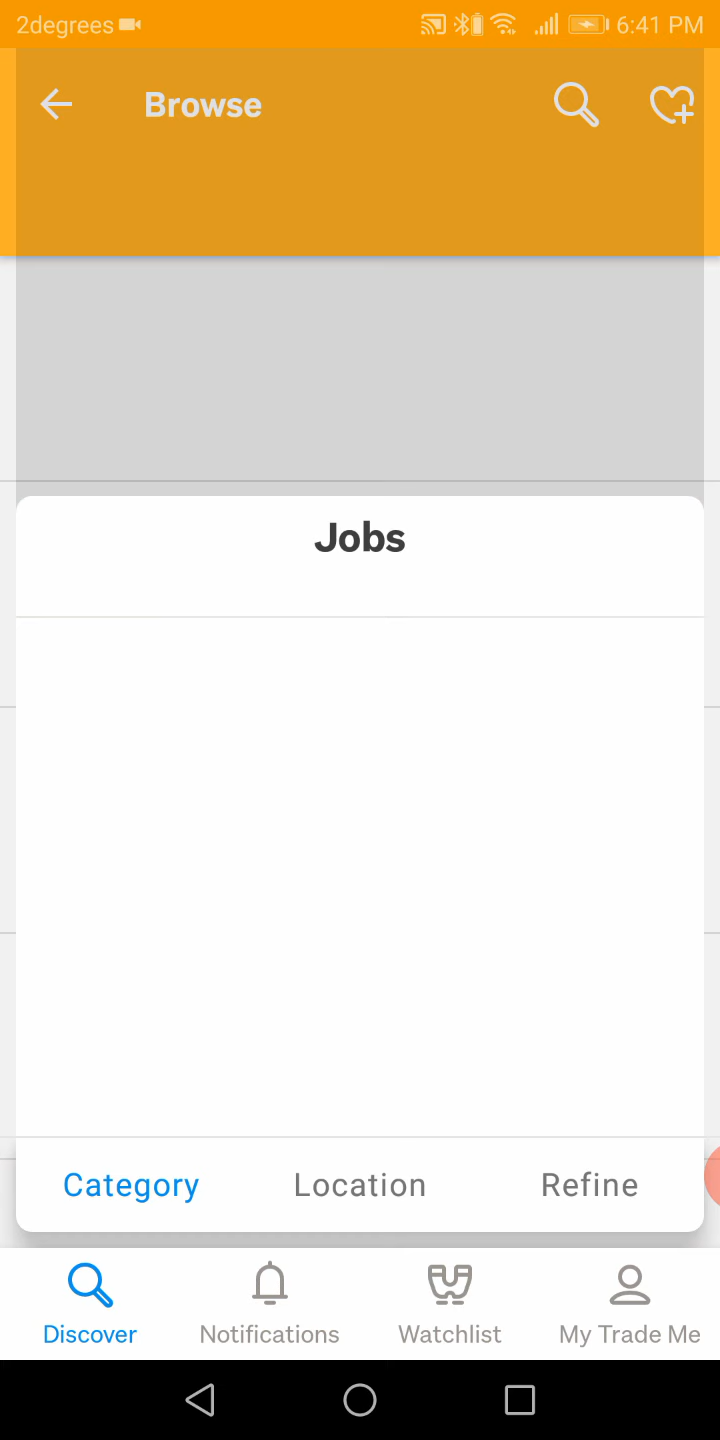 2degrees 6:41 PM
Browse
Jobs
Category Location Refine
Discover Notifications Watchlist My Trade Me